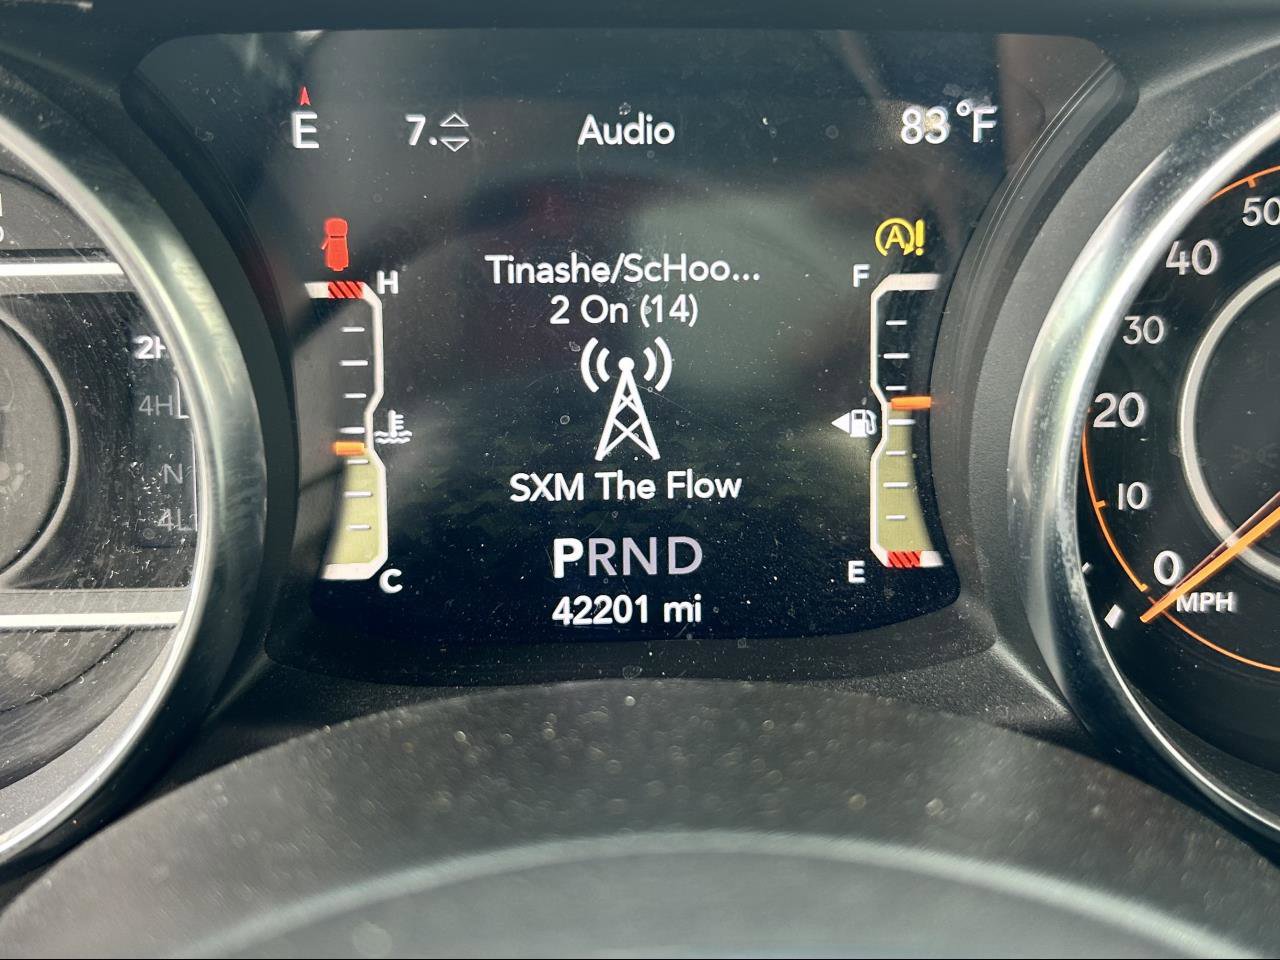 E 7. Audio 83°F
H
Tinashe/ScHoo...
2 On (14)
A!
F
SXM The Flow
PRND
42201 mi
C
E
2H
4H
N
4L
50
40
30
20
10
0
MPH